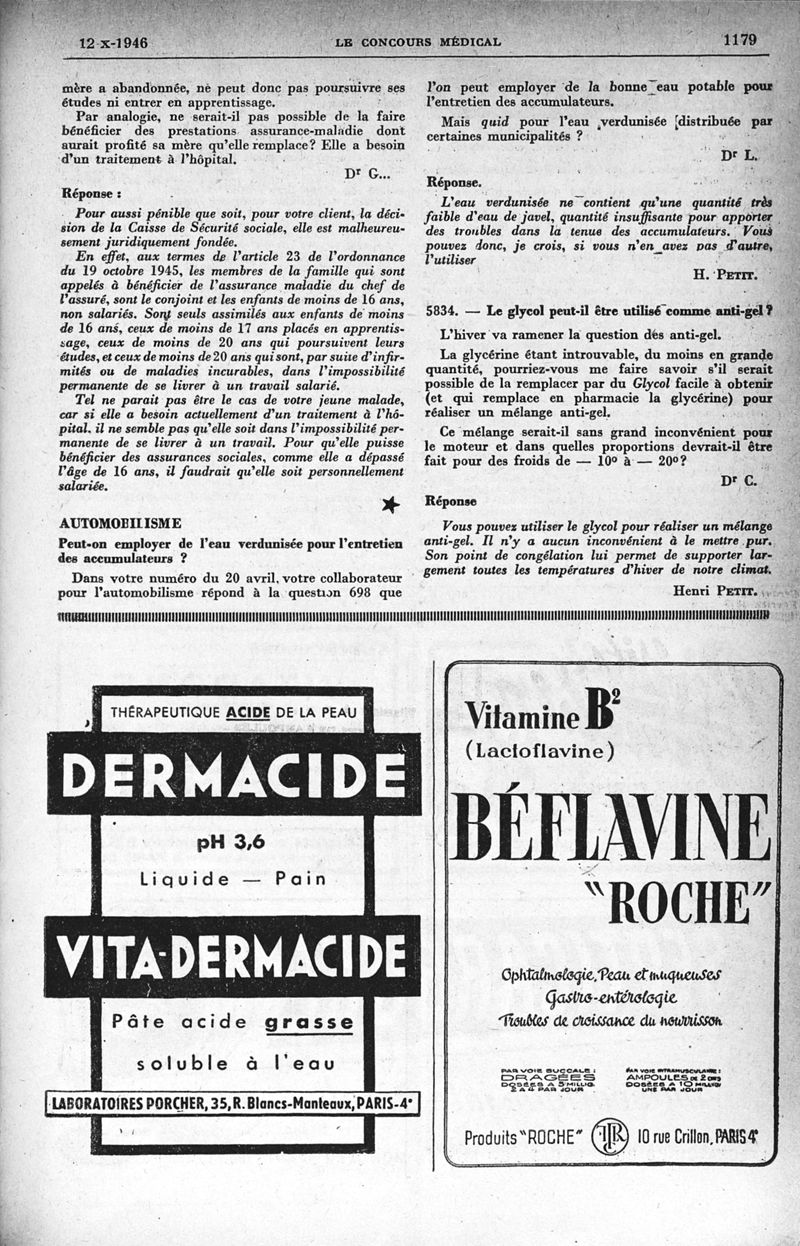 12-X-1946
LE CONCOURS MÉDICAL
1179
mère a abandonnée, ne peut donc pas poursuivre ses
études ni entrer en apprentissage.
Par analogie, ne serait-il pas possible de la faire
bénéficier des prestations assurance-maladie dont
aurait profité sa mère qu'elle remplace? Elle a besoin
d'un traitement à l'hôpital.
Dr G...
Réponse :
Pour aussi pénible que soit, pour votre client, la déci-
sion de la Caisse de Sécurité sociale, elle est malheureu-
sement juridiquement fondée.
En effet, aux termes de l'article 23 de l'ordonnance
du 19 octobre 1945, les membres de la famille qui sont
appelés à bénéficier de l'assurance maladie du chef de
l'assuré, sont le conjoint et les enfants de moins de 16 ans,
non salariés. Sont seuls assimilés aux enfants de moins
de 16 ans, ceux de moins de 17 ans placés en apprentis-
sage, ceux de moins de 20 ans qui poursuivent leurs
études, et ceux de moins de 20 ans qui sont, par suite d'infir-
mités ou de maladies incurables, dans l'impossibilité
permanente de se livrer à un travail salarié.
Tel ne parait pas être le cas de votre jeune malade,
car si elle a besoin actuellement d'un traitement à l'hô-
pital, il ne semble pas qu'elle soit dans l'impossibilité per-
manente de se livrer à un travail. Pour qu'elle puisse
bénéficier des assurances sociales, comme elle a dépassé
l'âge de 16 ans, il faudrait qu'elle soit personnellement
salariée.
★
AUTOMOBILISME
Peut-on employer de l'eau verdunisée pour l'entretien
des accumulateurs ?
Dans votre numéro du 20 avril, votre collaborateur
pour l'automobilisme répond à la question 698 que
l'on peut employer de la bonne eau potable pour
l'entretien des accumulateurs.
Mais quid pour l'eau verdunisée distribuée par
certaines municipalités ?
Dr L.
Réponse.
L'eau verdunisée ne contient qu'une quantité très
faible d'eau de javel, quantité insuffisante pour apporter
des troubles dans la tenue des accumulateurs. Vous
pouvez donc, je crois, si vous n'en avez pas d'autre,
l'utiliser
H. PETIT.
5834. — Le glycol peut-il être utilisé comme anti-gel ?
L'hiver va ramener la question des anti-gel.
La glycérine étant introuvable, du moins en grande
quantité, pourriez-vous me faire savoir s'il serait
possible de la remplacer par du Glycol facile à obtenir
(et qui remplace en pharmacie la glycérine) pour
réaliser un mélange anti-gel.
Ce mélange serait-il sans grand inconvénient pour
le moteur et dans quelles proportions devrait-il être
fait pour des froids de — 10° à — 20°?
Dr C.
Réponse
Vous pouvez utiliser le glycol pour réaliser un mélange
anti-gel. Il n'y a aucun inconvénient à le mettre pur.
Son point de congélation lui permet de supporter lar-
gement toutes les températures d'hiver de notre climat.
Henri PETIT.
THÉRAPEUTIQUE ACIDE DE LA PEAU
DERMACIDE
pH 3,6
Liquide — Pain
VITA-DERMACIDE
Pâte acide grasse
soluble à l'eau
LABORATOIRES PORCHER, 35, R. Blancs-Manteaux, PARIS-4e
Vitamine B2
(Lactoflavine)
BÉFLAVINE
"ROCHE"
Ophtalmologie, Peau et muqueuses
Gastro-entérologie
Troubles de croissance du nourrisson
PAR VOIE BUCCALE :
DRAGÉES
DOSÉES A 5 MILLIG.
2 A 4 PAR JOUR
PAR VOIE INTRAMUSCULAIRE :
AMPOULES DE 2 CM3
DOSÉES A 10 MILLIG.
UNE PAR JOUR
Produits "ROCHE"
10 rue Crillon, PARIS 4e